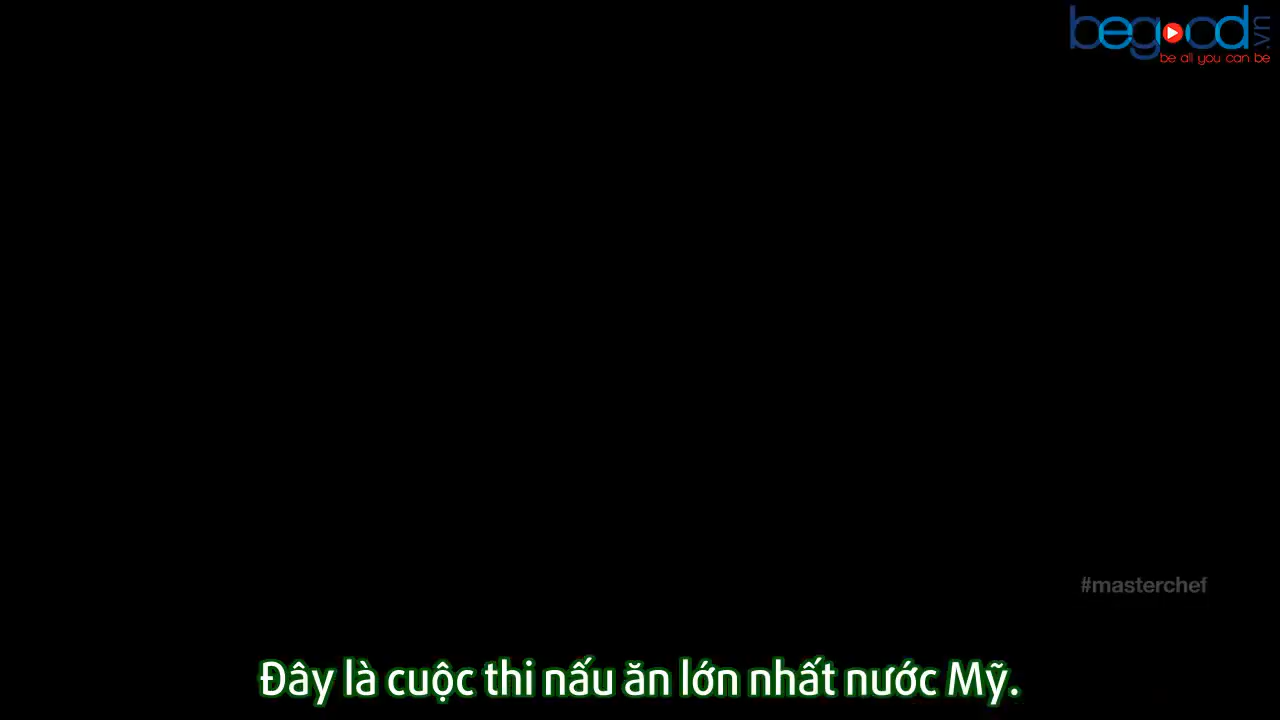 begood.vn
be all you can be
#masterchef
Đây là cuộc thi nấu ăn lớn nhất nước Mỹ.